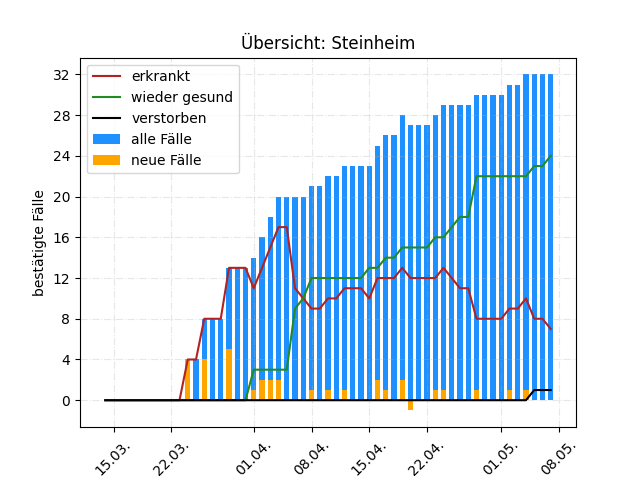 Übersicht: Steinheim
erkrankt
wieder gesund
verstorben
alle Fälle
neue Fälle
bestätigte Fälle
32
28
24
20
16
12
8
4
0
15.03.
22.03.
01.04.
08.04.
15.04.
22.04.
01.05.
08.05.